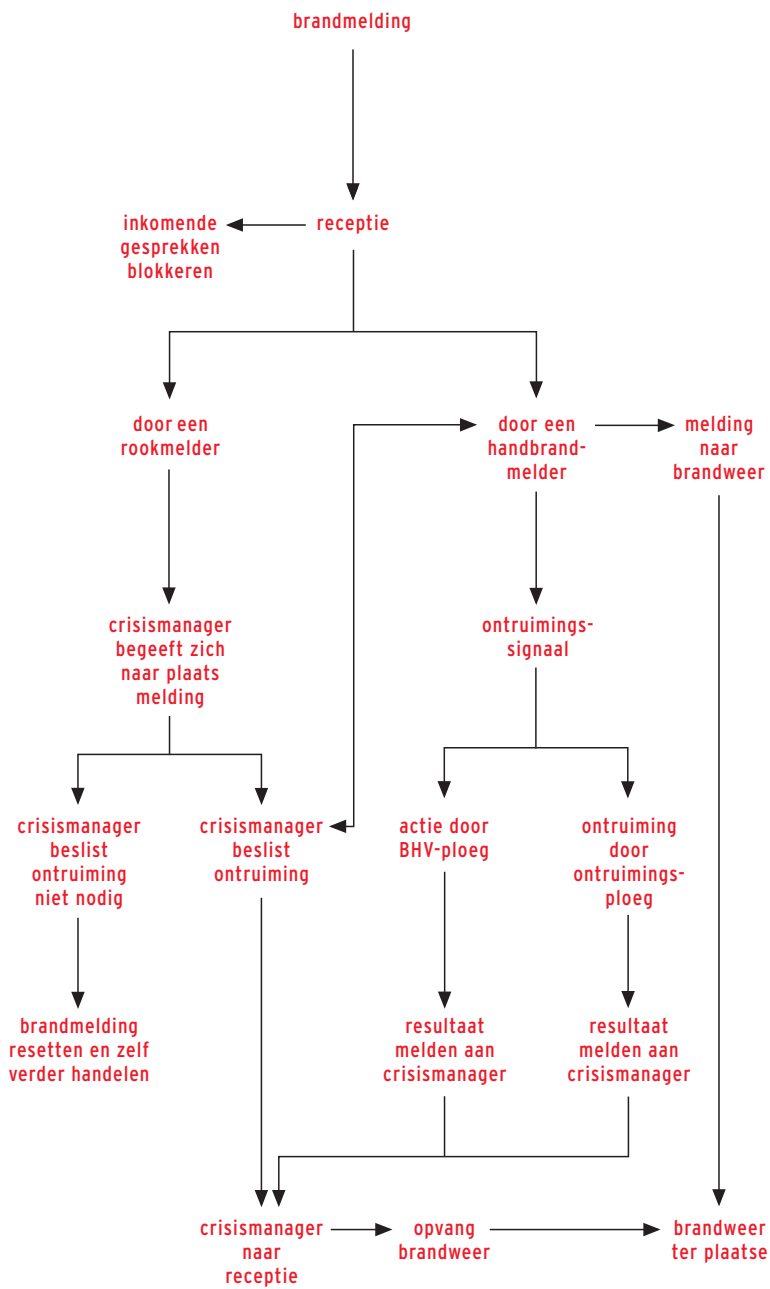 brandmelding
inkomende
gesprekken
blokkeren
receptie
door een
rookmelder
door een
handbrand-
melder
melding
naar
brandweer
crisismanager
begeeft zich
naar plaats
melding
ontruimings-
signaal
crisismanager
beslist
ontruiming
niet nodig
crisismanager
beslist
ontruiming
actie door
BHV-ploeg
ontruiming
door
ontruimings-
ploeg
brandmelding
resetten en zelf
verder handelen
resultaat
melden aan
crisismanager
resultaat
melden aan
crisismanager
crisismanager
naar
receptie
opvang
brandweer
brandweer
ter plaatse